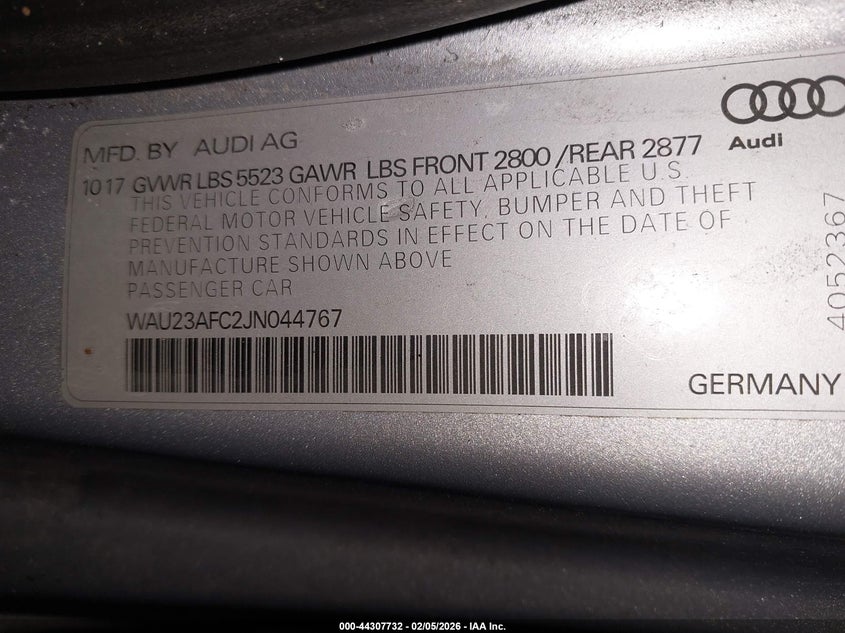 Audi
MFD. BY AUDI AG
10 17 GVWR LBS 5523 GAWR LBS FRONT 2800 /REAR 2877
THIS VEHICLE CONFORMS TO ALL APPLICABLE U.S.
FEDERAL MOTOR VEHICLE SAFETY, BUMPER AND THEFT
PREVENTION STANDARDS IN EFFECT ON THE DATE OF
MANUFACTURE SHOWN ABOVE
PASSENGER CAR
WAU23AFC2JN044767
GERMANY
4052367
000-44307732 - 02/05/2026 - IAA Inc.